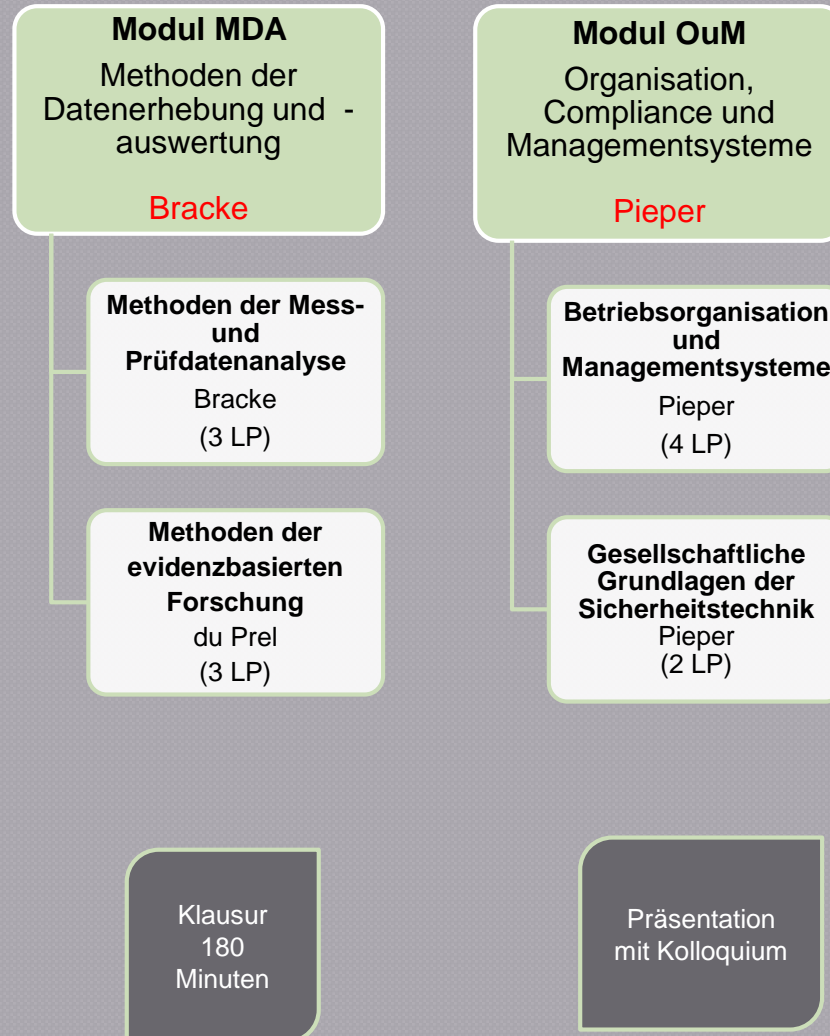 Modul MDA
Methoden der
Datenerhebung und -
auswertung
Bracke
Methoden der Mess-
und
Prüfdatenanalyse
Bracke
(3 LP)
Methoden der
evidenzbasierten
Forschung
du Prel
(3 LP)
Klausur
180
Minuten
Modul OuM
Organisation,
Compliance und
Managementsysteme
Pieper
Betriebsorganisation
und
Managementsysteme
Pieper
(4 LP)
Gesellschaftliche
Grundlagen der
Sicherheitstechnik
Pieper
(2 LP)
Präsentation
mit Kolloquium